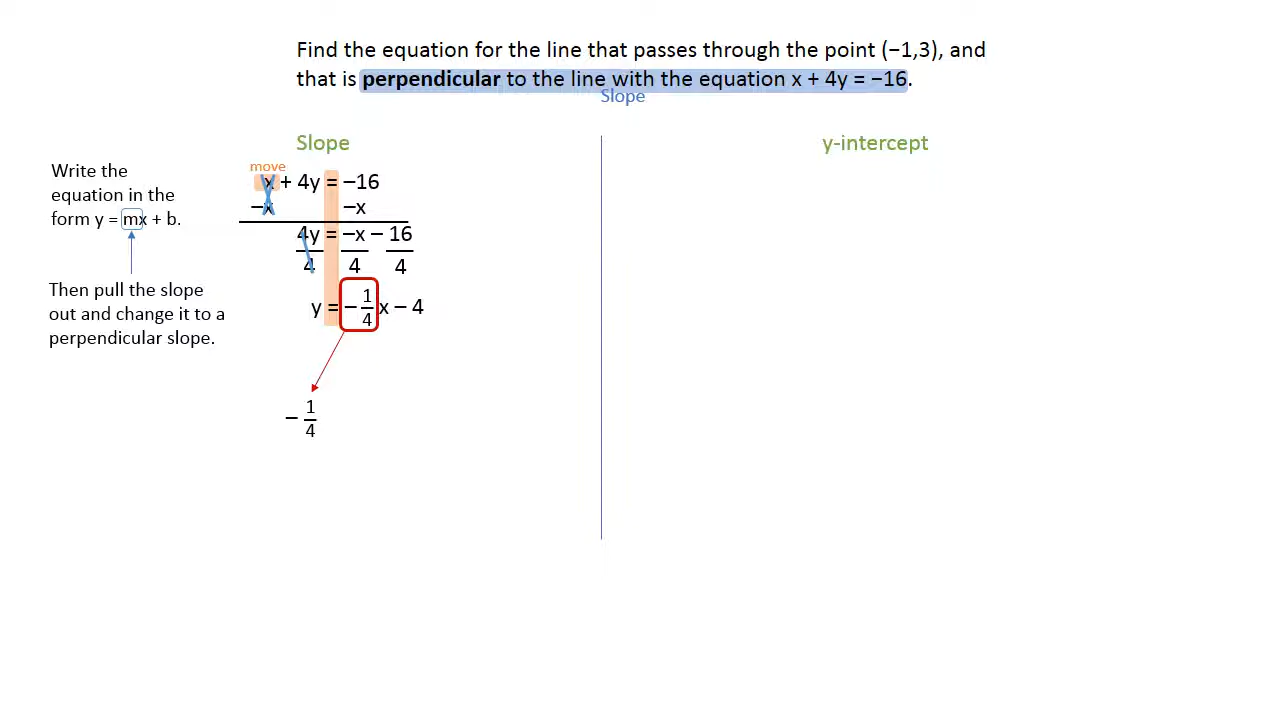 Find the equation for the line that passes through the point (−1,3), and
that is perpendicular to the line with the equation x + 4y = −16.
Slope
Slope
y-intercept
Write the
equation in the
form y = mx + b.
Then pull the slope
out and change it to a
perpendicular slope.
move
x + 4y = −16
−x −x
4y = −x − 16
4 4 4
y = −1/4 x − 4
−1/4